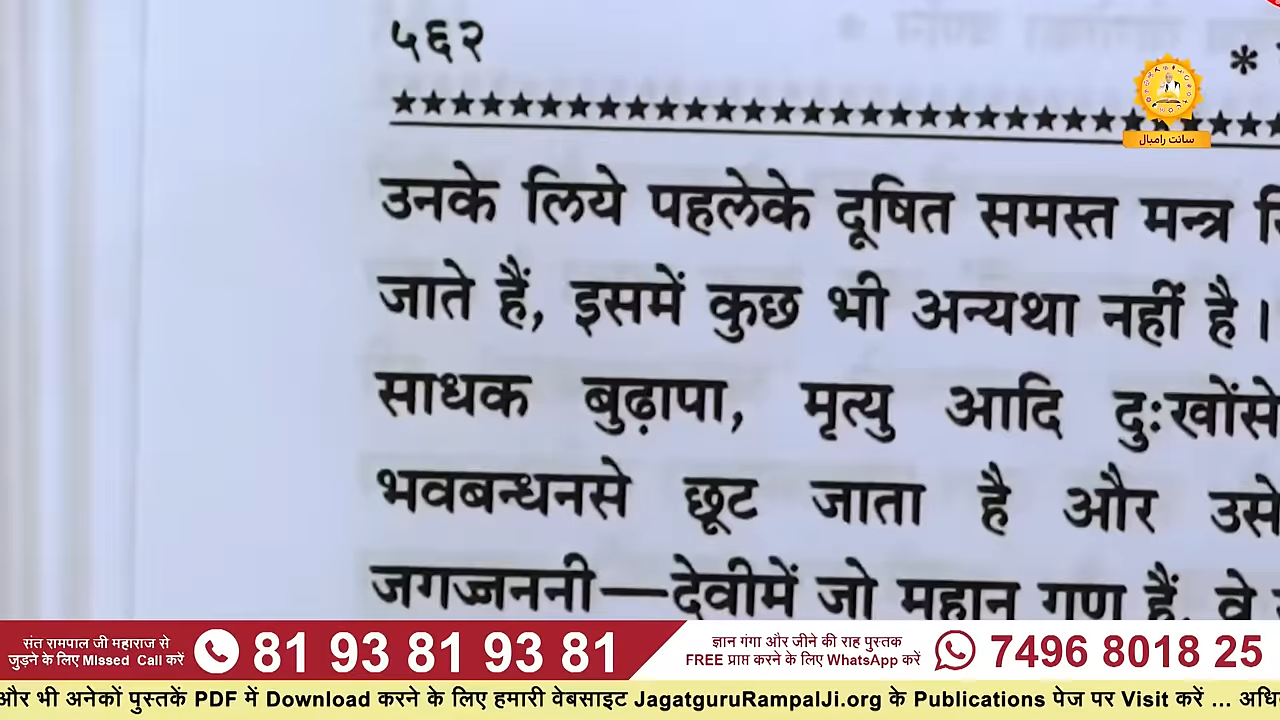 ५६२
*
★★★★★★★★★★★★★★★★★★★★★★★★★★★★★★
سانت رامبال
उनके लिये पहलेके दूषित समस्त मन्त्र
जाते हैं, इसमें कुछ भी अन्यथा नहीं है ।
साधक बुढ़ापा, मृत्यु आदि दुःखोंसे
भवबन्धनसे छूट जाता है और उसे
जगज्जननी—देवीमें जो महान् गुण हैं, वे
संत रामपाल जी महाराज से
जुड़ने के लिए Missed Call करें
81 93 81 93 81
ज्ञान गंगा और जीने की राह पुस्तक
FREE प्राप्त करने के लिए WhatsApp करें
7496 8018 25
और भी अनेकों पुस्तकें PDF में Download करने के लिए हमारी वेबसाइट JagatguruRampalJi.org के Publications पेज पर Visit करें ...